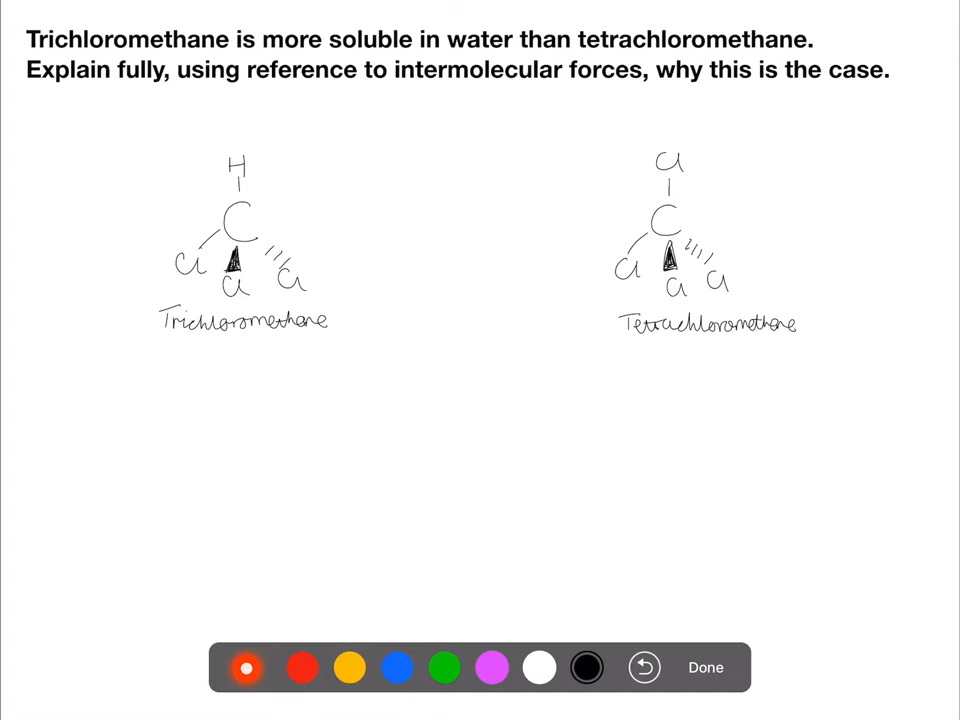 Trichloromethane is more soluble in water than tetrachloromethane.
Explain fully, using reference to intermolecular forces, why this is the case.
H
C
Cl Cl Cl
Trichloromethane
Cl
C
Cl Cl Cl
Tetrachloromethane
Done